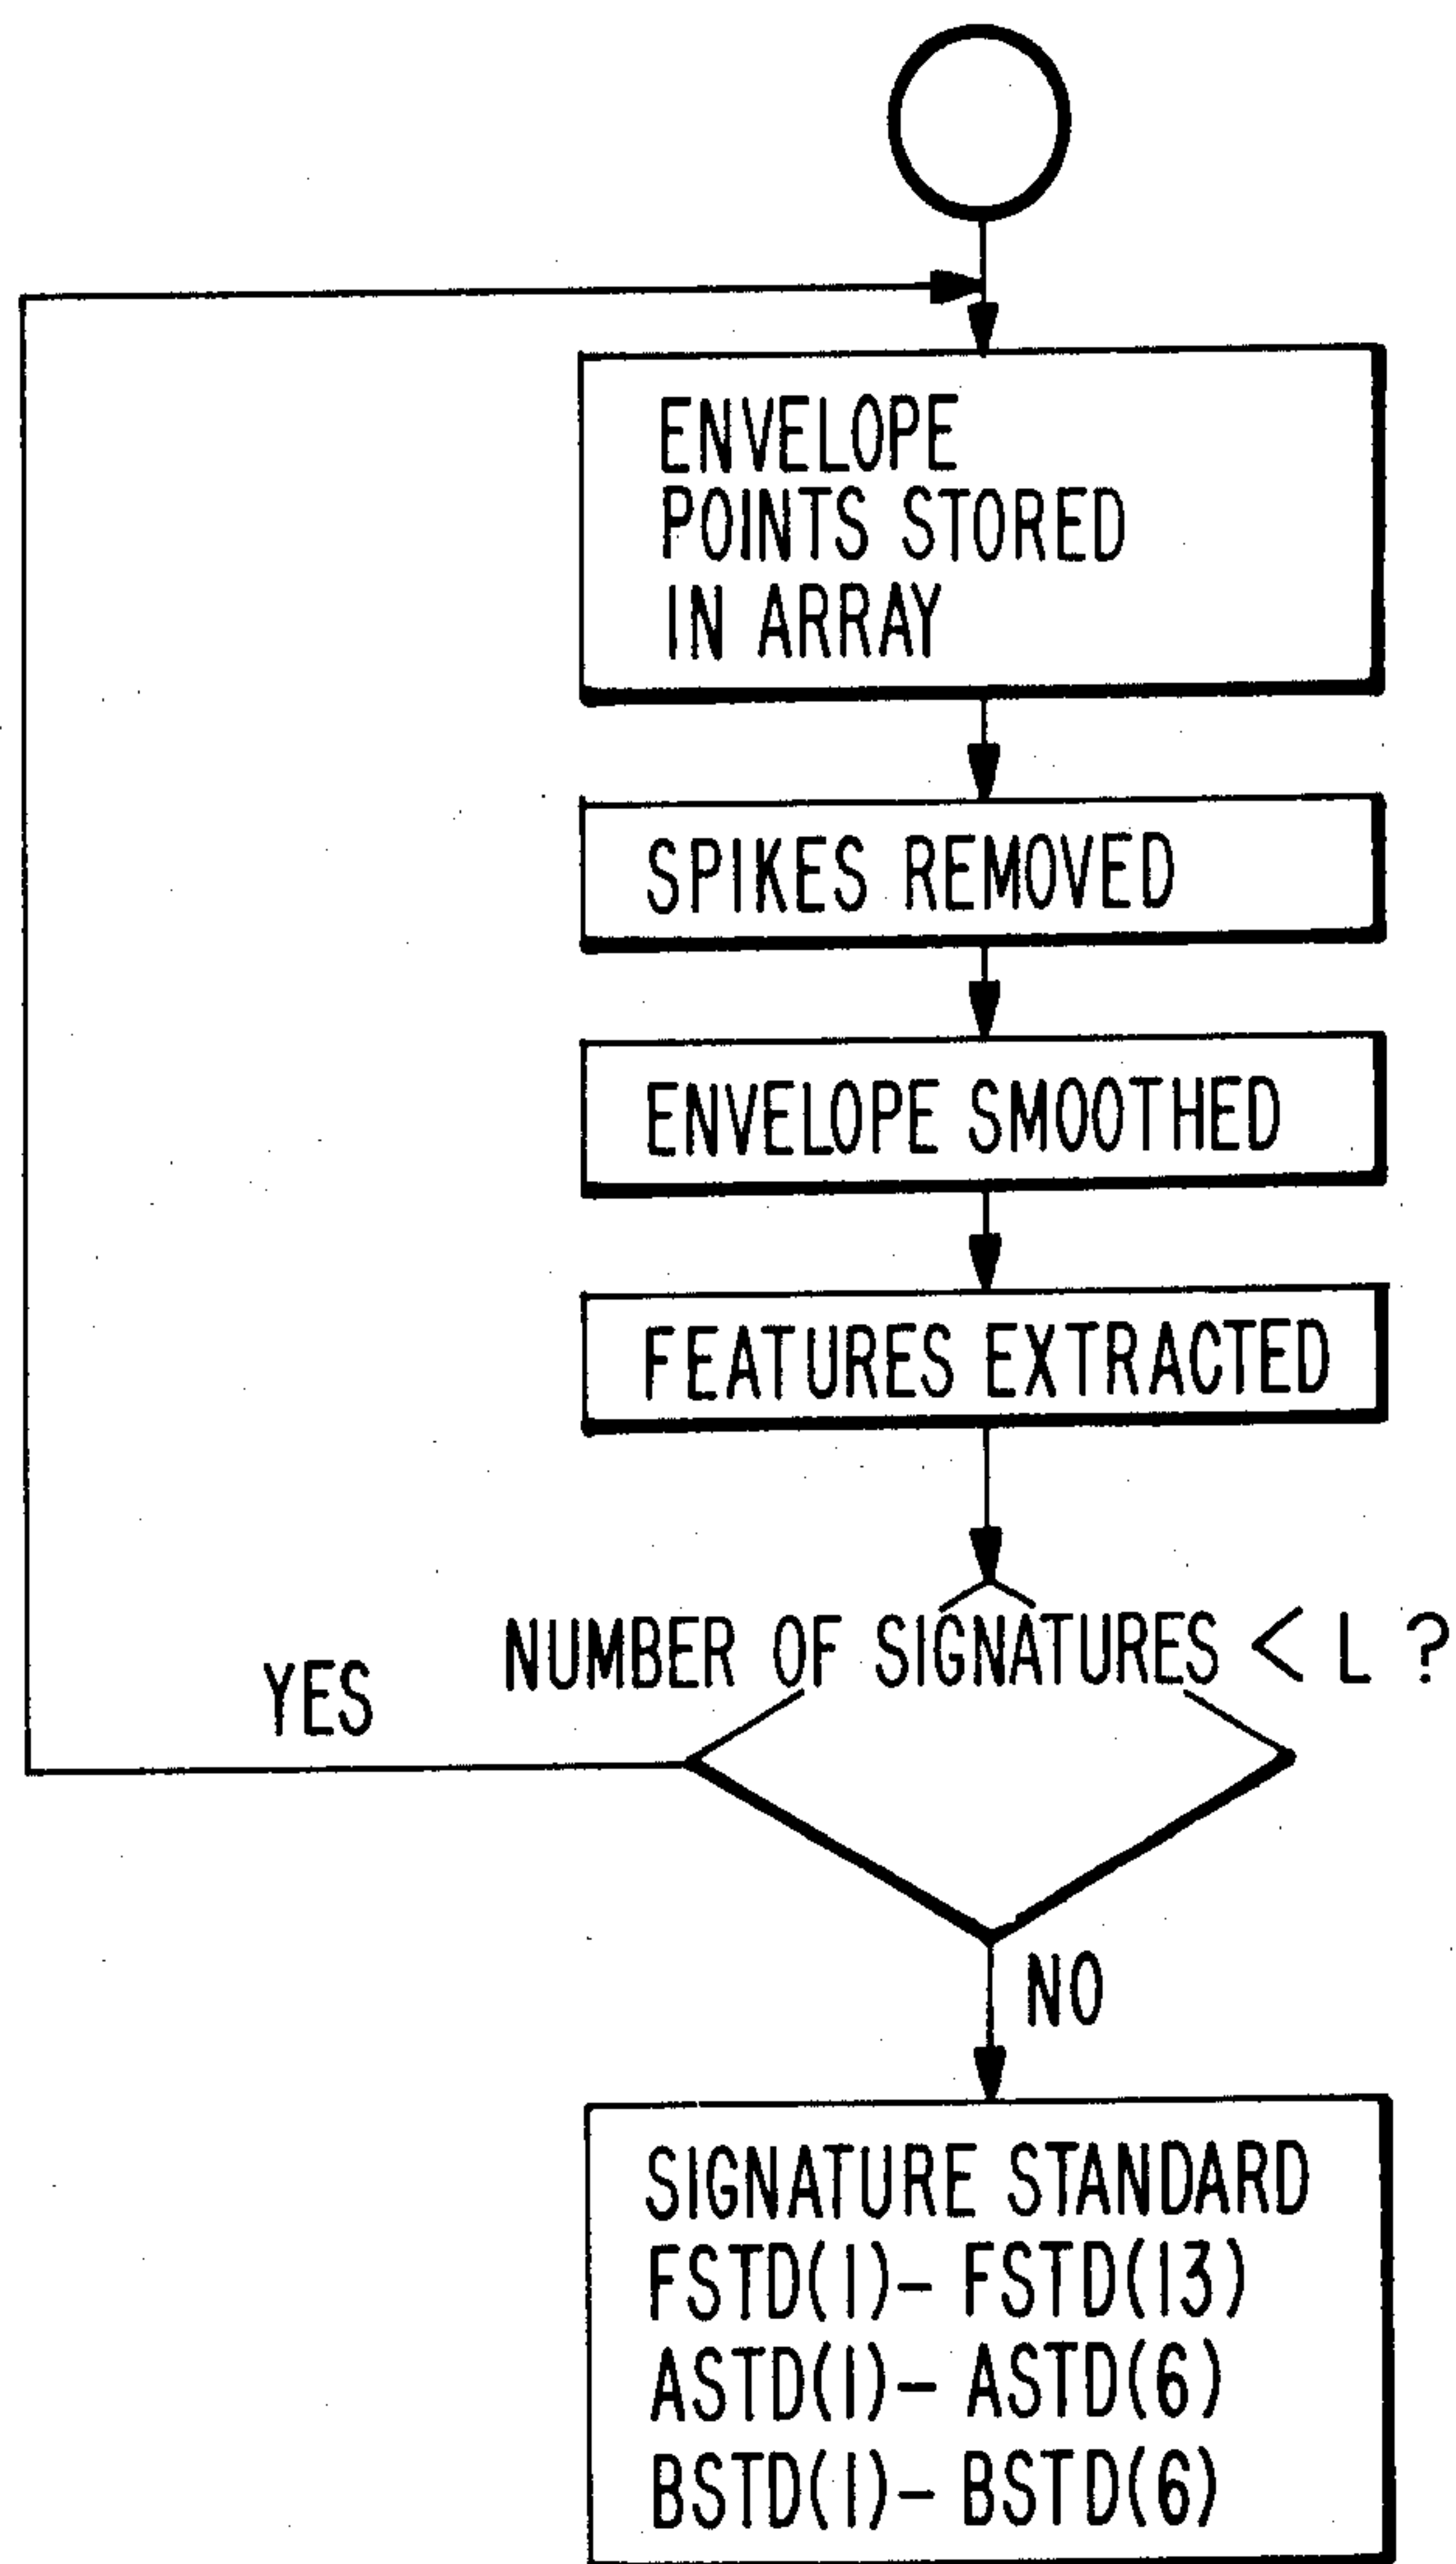 ENVELOPE
POINTS STORED
IN ARRAY
SPIKES REMOVED
ENVELOPE SMOOTHED
FEATURES EXTRACTED
NUMBER OF SIGNATURES < L ?
YES
NO
SIGNATURE STANDARD
FSTD(1)- FSTD(13)
ASTD(1)- ASTD(6)
BSTD(1)- BSTD(6)